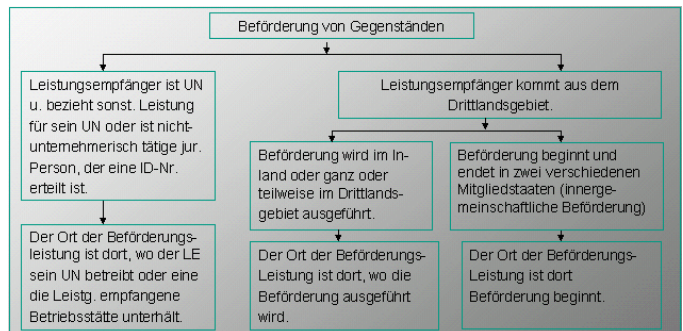 Beförderung von Gegenständen
Leistungsempfänger ist UN
u. bezieht sonst. Leistung
für sein UN oder ist nicht-
unternehmerisch tätige jur.
Person, der eine ID-Nr.
erteilt ist.
Leistungsempfänger kommt aus dem
Drittlandsgebiet.
Beförderung wird im In-
land oder ganz oder
teilweise im Drittlands-
gebiet ausgeführt.
Beförderung beginnt und
endet in zwei verschiedenen
Mitgliedstaaten (innerge-
meinschaftliche Beförderung)
Der Ort der Beförderungs-
leistung ist dort, wo der LE
sein UN betreibt oder eine
die Leistg. empfangene
Betriebsstätte unterhält.
Der Ort der Beförderungs-
Leistung ist dort, wo die
Beförderung ausgeführt
wird.
Der Ort der Beförderungs-
Leistung ist dort
Beförderung beginnt.